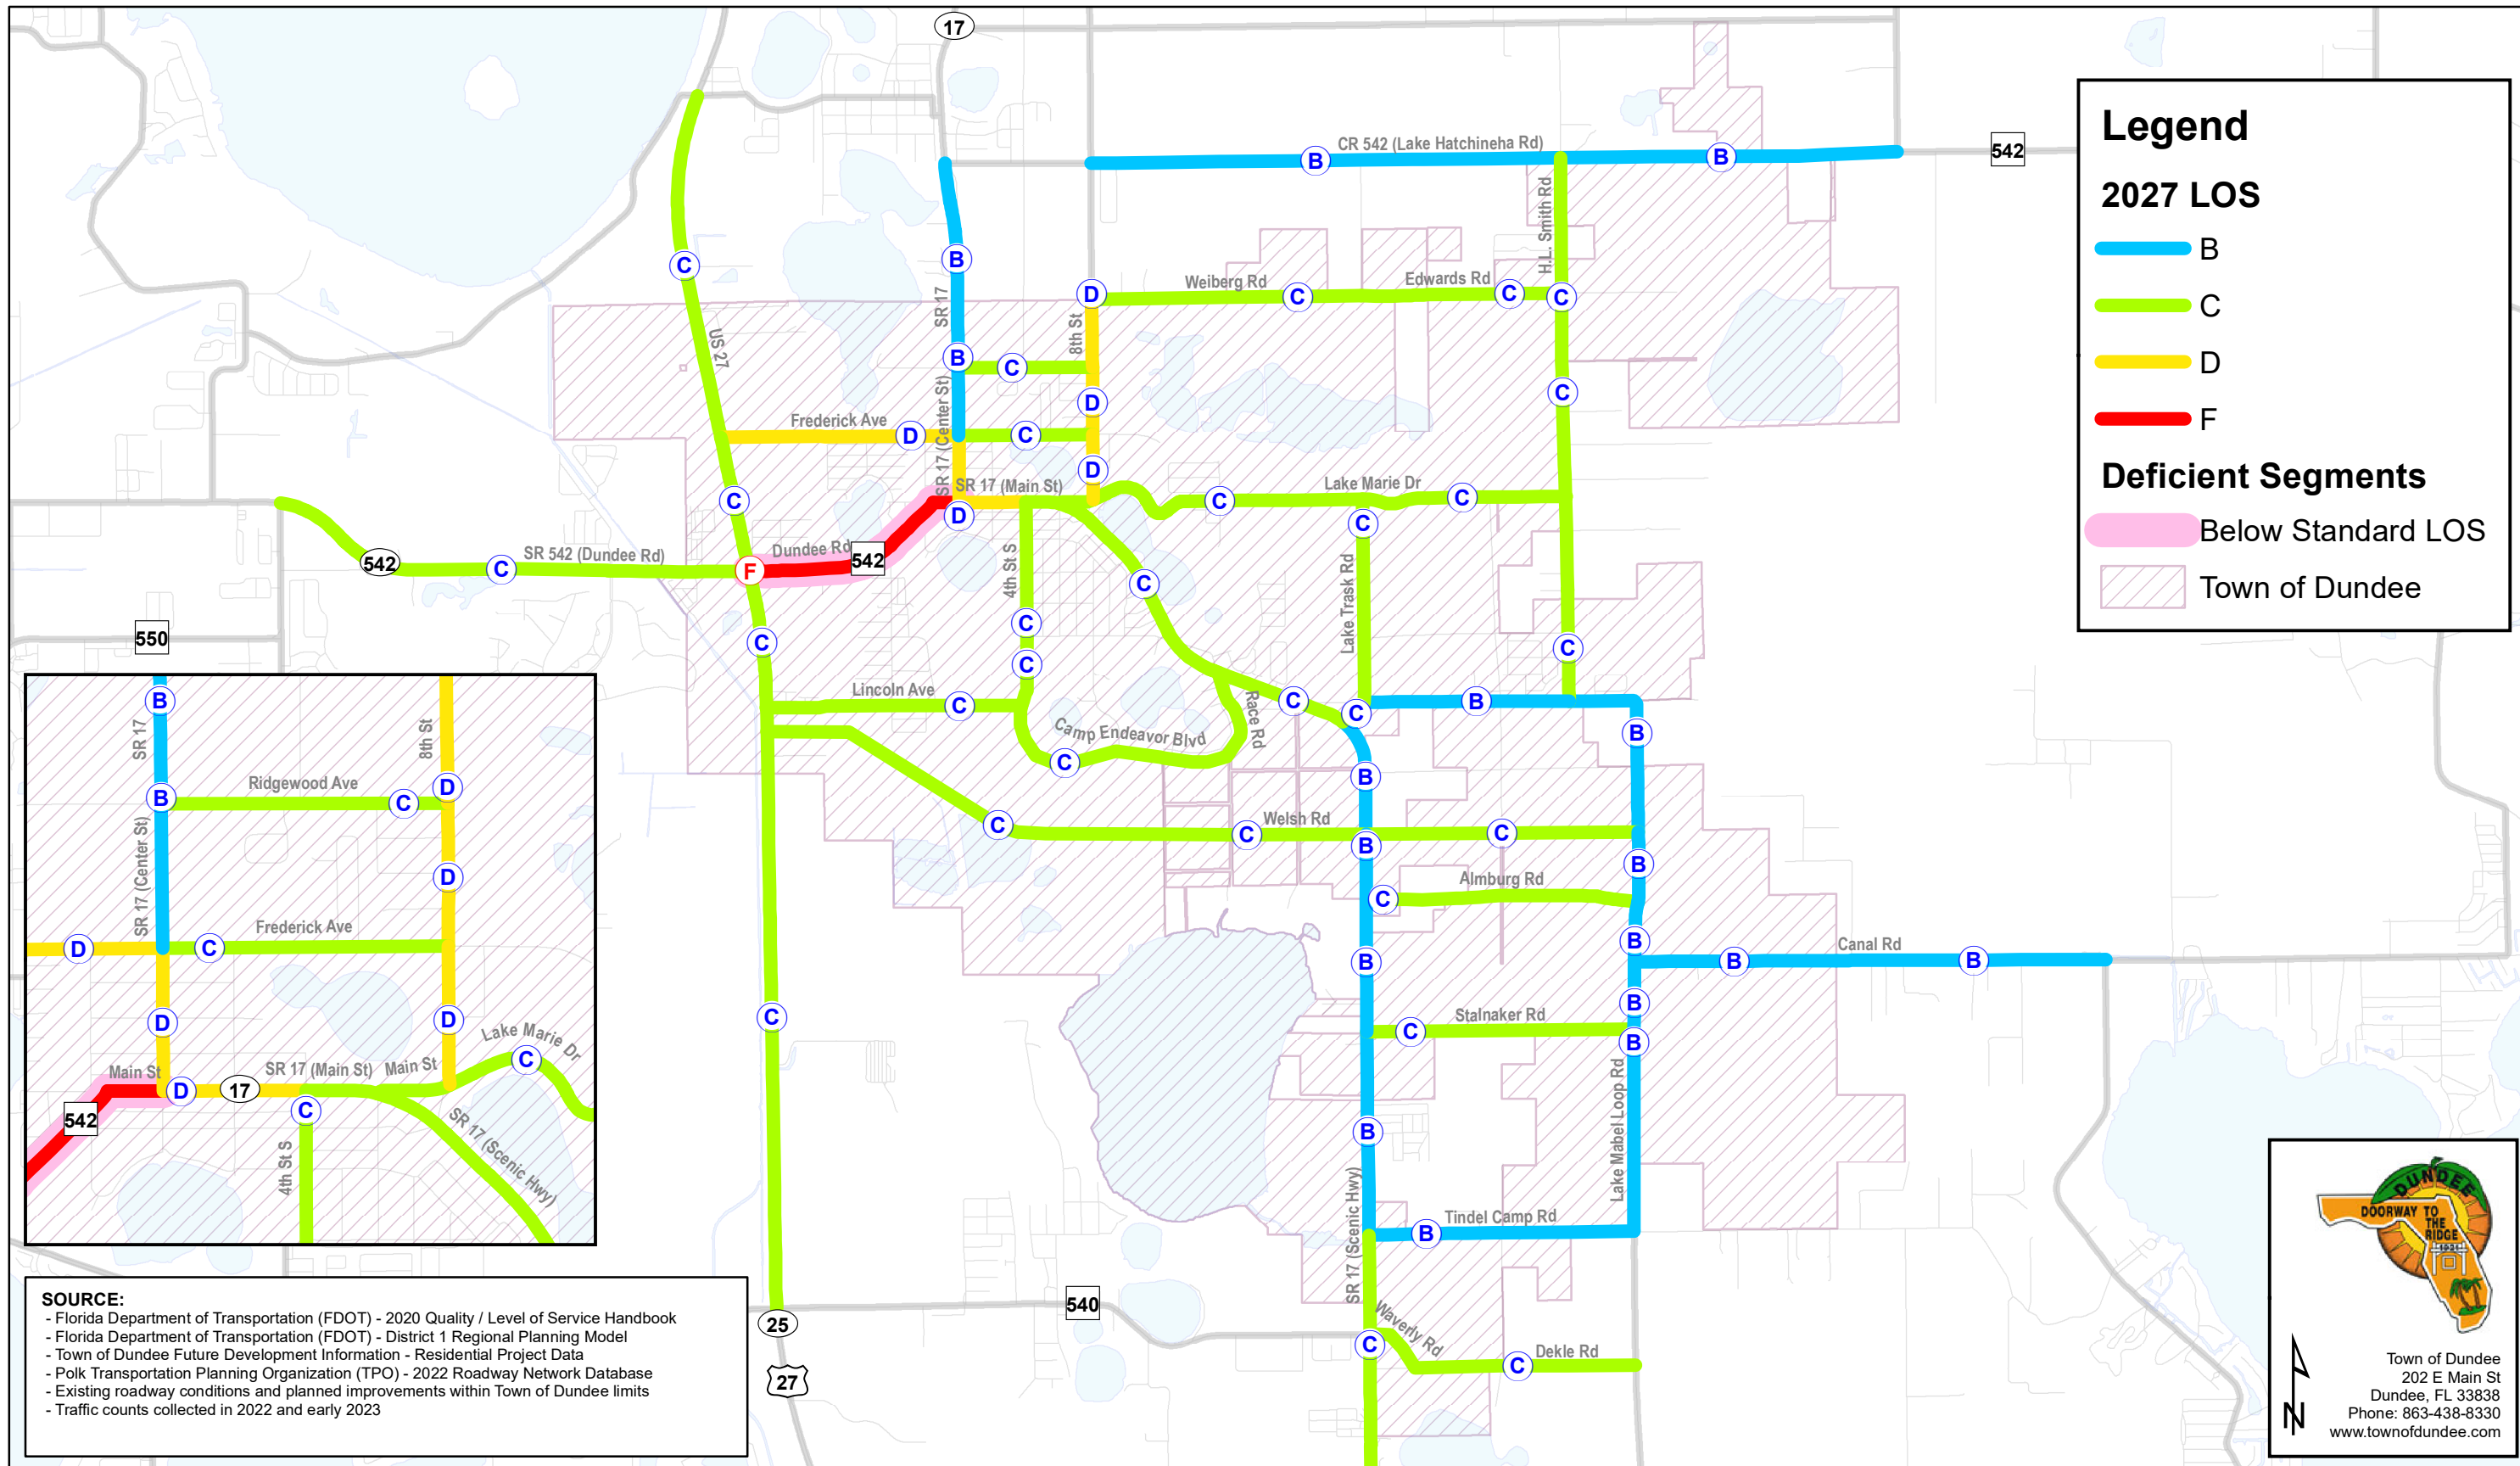 17
CR 542 (Lake Hatchineha Rd)
B
B
542
H.L. Smith Rd
B
C
SR 17
US 27
D
Weiberg Rd
C
Edwards Rd
C
C
8th St
B
C
D
C
Frederick Ave
D
SR 17 (Center St)
C
D
C
SR 17 (Main St)
D
Lake Marie Dr
C
C
C
Dundee Rd
542
F
542
C
SR 542 (Dundee Rd)
4th St S
C
C
Lake Trask Rd
C
C
C
C
550
Lincoln Ave
C
Camp Endeavor Blvd
C
Race Rd
C
C
B
B
B
C
Welsh Rd
C
C
B
B
Almburg Rd
C
B
B
Canal Rd
B
B
C
Stalnaker Rd
C
B
B
B
Lake Mabel Loop Rd
SR 17 (Scenic Hwy)
Tindel Camp Rd
B
540
25
27
Waverly Rd
C
Dekle Rd
C
Legend
2027 LOS
B
C
D
F
Deficient Segments
Below Standard LOS
Town of Dundee
B
SR 17
8th St
Ridgewood Ave
B
C
D
SR 17 (Center St)
D
Frederick Ave
D
C
D
D
Lake Marie Dr
C
Main St
SR 17 (Main St)
Main St
D
17
542
C
4th St S
SR 17 (Scenic Hwy)
SOURCE:
- Florida Department of Transportation (FDOT) - 2020 Quality / Level of Service Handbook
- Florida Department of Transportation (FDOT) - District 1 Regional Planning Model
- Town of Dundee Future Development Information - Residential Project Data
- Polk Transportation Planning Organization (TPO) - 2022 Roadway Network Database
- Existing roadway conditions and planned improvements within Town of Dundee limits
- Traffic counts collected in 2022 and early 2023
DUNDEE
DOORWAY TO
THE
RIDGE
N
Town of Dundee
202 E Main St
Dundee, FL 33838
Phone: 863-438-8330
www.townofdundee.com